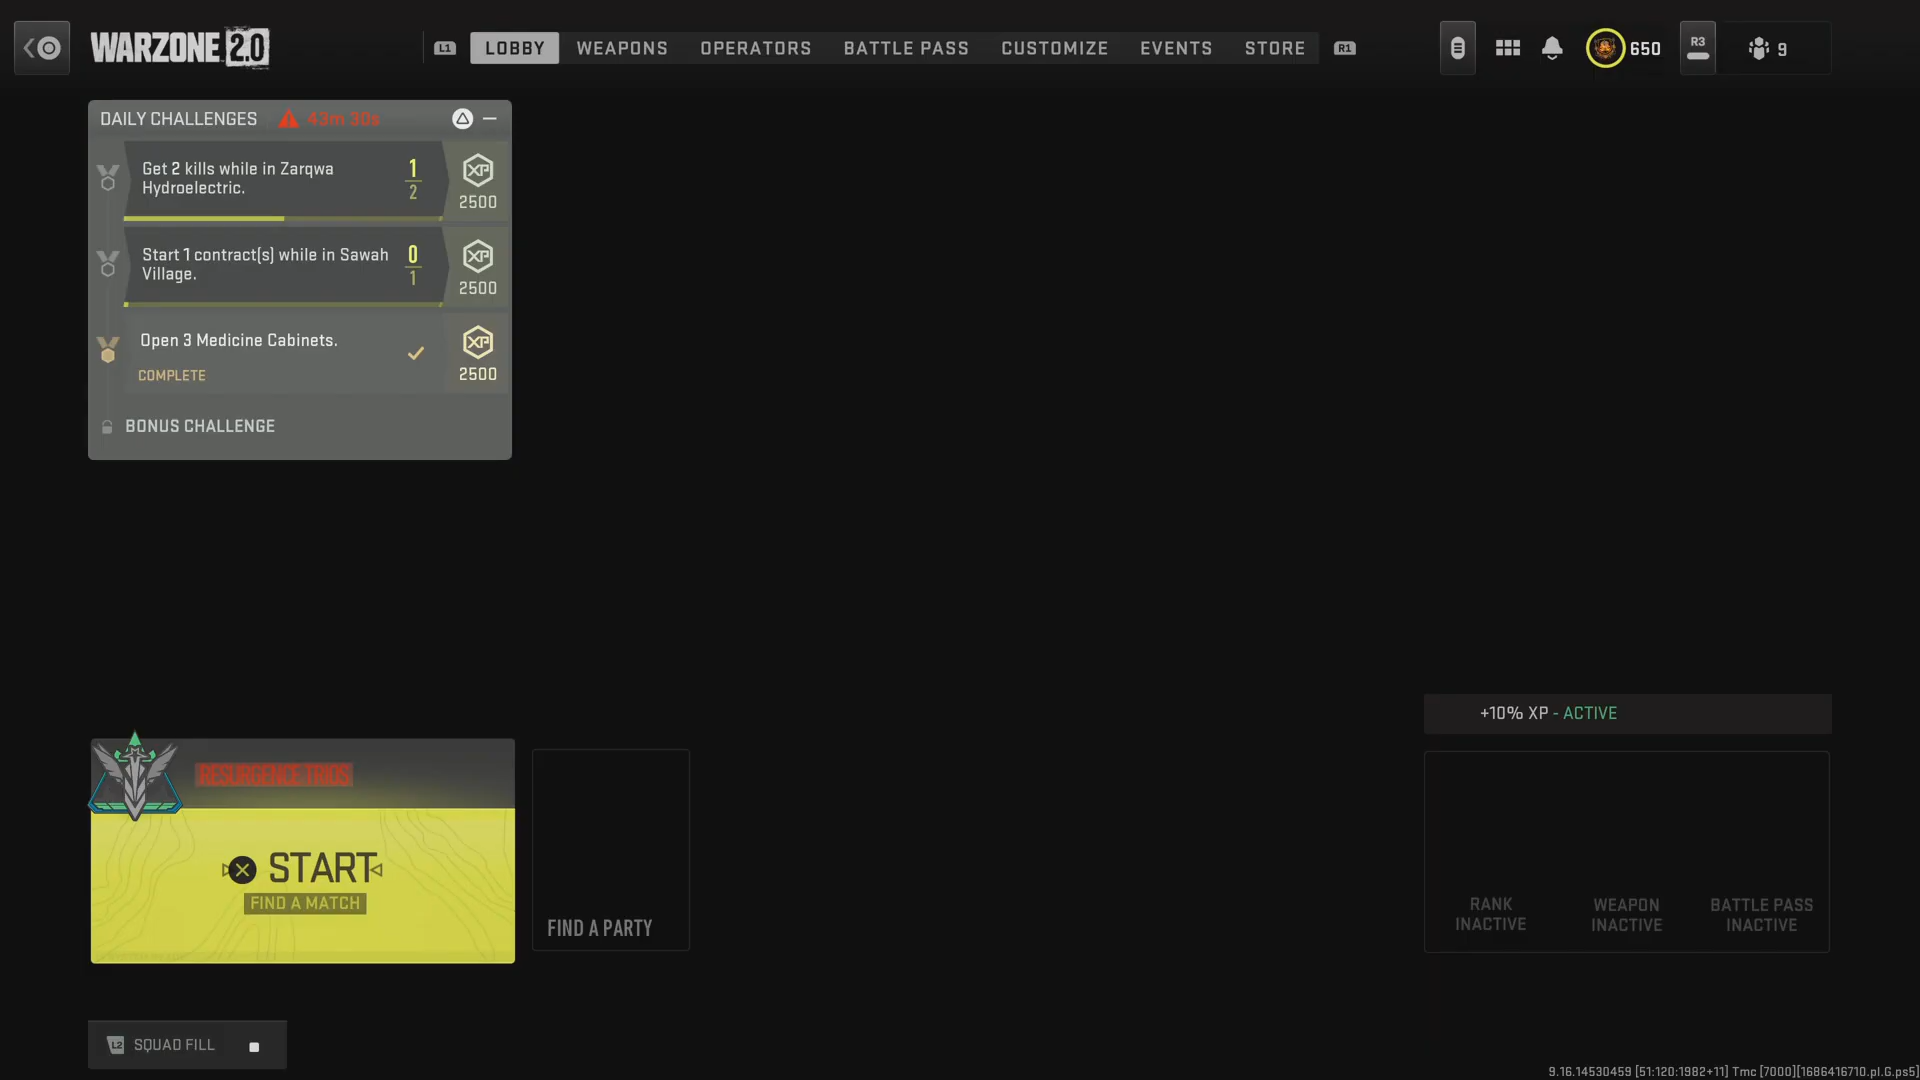 WARZONE 2.0
L1 LOBBY WEAPONS OPERATORS BATTLE PASS CUSTOMIZE EVENTS STORE R1
650
R3
9
DAILY CHALLENGES 43m 30s
Get 2 kills while in Zarqwa
Hydroelectric.
1
2
XP
2500
Start 1 contract(s) while in Sawah
Village.
0
1
XP
2500
Open 3 Medicine Cabinets.
COMPLETE
XP
2500
BONUS CHALLENGE
+10% XP - ACTIVE
RESURGENCE TRIOS
START
FIND A MATCH
FIND A PARTY
RANK
INACTIVE
WEAPON
INACTIVE
BATTLE PASS
INACTIVE
L2 SQUAD FILL
9.16.14530459 [51:120:1982+11] Tmc [7000][1686416710.pl.G.ps5]